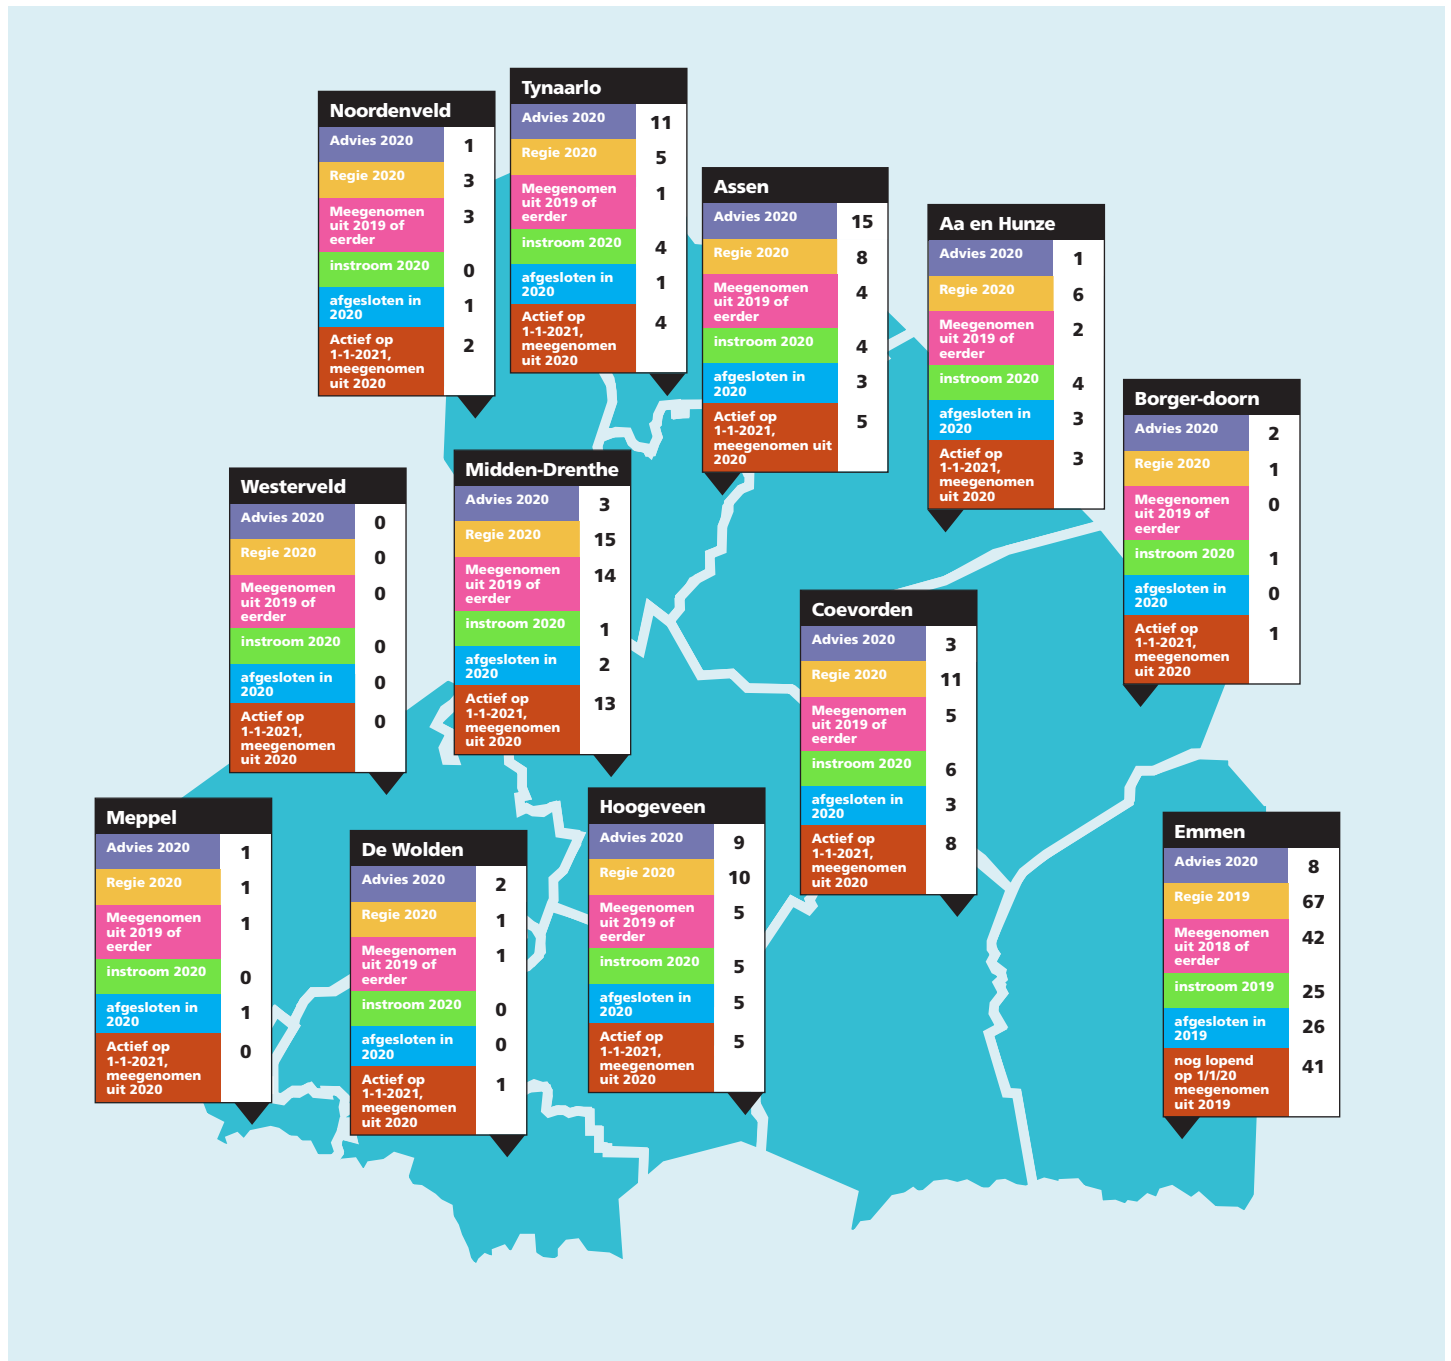 Tynaarlo
Advies 2020 11
Regie 2020 5
Meegenomen 1
uit 2019 of
eerder
instroom 2020 4
afgesloten in 1
2020
Actief op 4
1-1-2021,
meegenomen
uit 2020
Noordenveld
Advies 2020 1
Regie 2020 3
Meegenomen 3
uit 2019 of
eerder
instroom 2020 0
afgesloten in 1
2020
Actief op 2
1-1-2021,
meegenomen
uit 2020
Assen
Advies 2020 15
Regie 2020 8
Meegenomen 4
uit 2019 of
eerder
instroom 2020 4
afgesloten in 3
2020
Actief op 5
1-1-2021,
meegenomen uit
2020
Aa en Hunze
Advies 2020 1
Regie 2020 6
Meegenomen 2
uit 2019 of
eerder
instroom 2020 4
afgesloten in 3
2020
Actief op 3
1-1-2021,
meegenomen
uit 2020
Borger-doorn
Advies 2020 2
Regie 2020 1
Meegenomen 0
uit 2019 of
eerder
instroom 2020 1
afgesloten in 0
2020
Actief op 1
1-1-2021,
meegenomen
uit 2020
Westerveld
Advies 2020 0
Regie 2020 0
Meegenomen 0
uit 2019 of
eerder
instroom 2020 0
afgesloten in 0
2020
Actief op 0
1-1-2021,
meegenomen
uit 2020
Midden-Drenthe
Advies 2020 3
Regie 2020 15
Meegenomen 14
uit 2019 of
eerder
instroom 2020 1
afgesloten in 2
2020
Actief op 13
1-1-2021,
meegenomen
uit 2020
Coevorden
Advies 2020 3
Regie 2020 11
Meegenomen 5
uit 2019 of
eerder
instroom 2020 6
afgesloten in 3
2020
Actief op 8
1-1-2021,
meegenomen
uit 2020
Meppel
Advies 2020 1
Regie 2020 1
Meegenomen 1
uit 2019 of
eerder
instroom 2020 0
afgesloten in 1
2020
Actief op 0
1-1-2021,
meegenomen
uit 2020
De Wolden
Advies 2020 2
Regie 2020 1
Meegenomen 1
uit 2019 of
eerder
instroom 2020 0
afgesloten in 0
2020
Actief op 1
1-1-2021,
meegenomen
uit 2020
Hoogeveen
Advies 2020 9
Regie 2020 10
Meegenomen 5
uit 2019 of
eerder
instroom 2020 5
afgesloten in 5
2020
Actief op 5
1-1-2021,
meegenomen
uit 2020
Emmen
Advies 2020 8
Regie 2019 67
Meegenomen 42
uit 2018 of
eerder
instroom 2019 25
afgesloten in 26
2019
nog lopend 41
op 1/1/20
meegenomen
uit 2019